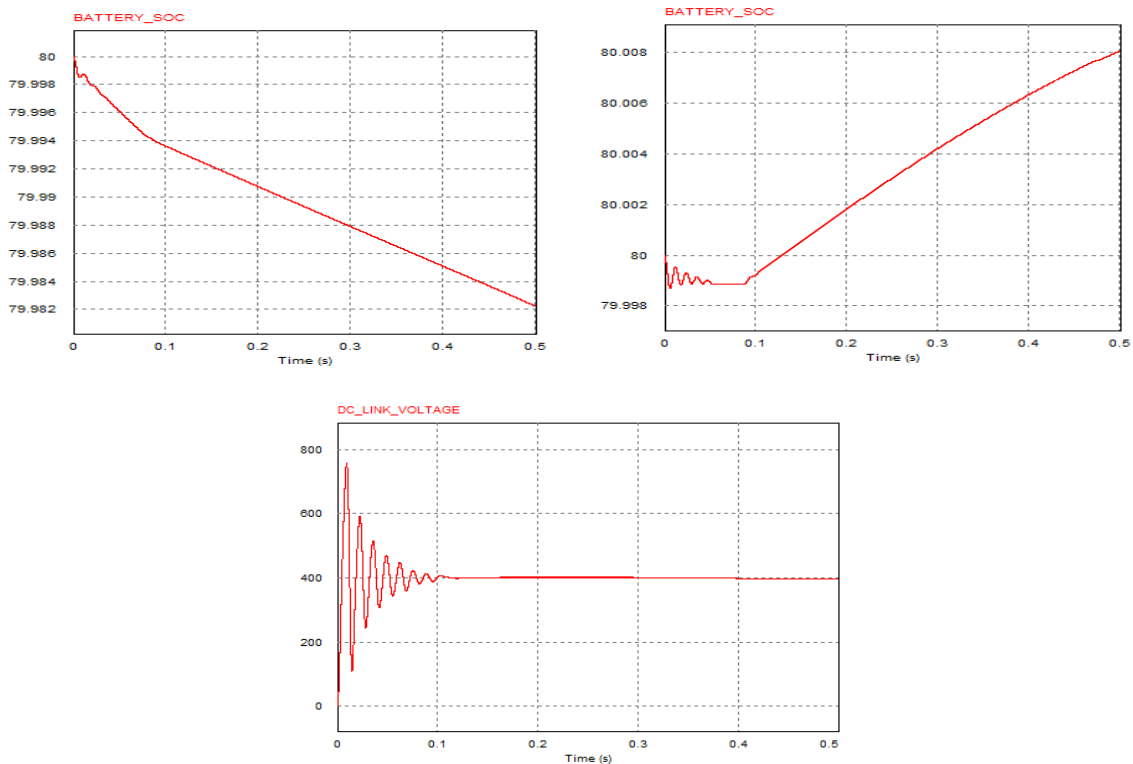 BATTERY_SOC
80
79.998
79.996
79.994
79.992
79.99
79.988
79.986
79.984
79.982
0 0.1 0.2 0.3 0.4 0.5
Time (s)
BATTERY_SOC
80.008
80.006
80.004
80.002
80
79.998
0 0.1 0.2 0.3 0.4 0.5
Time (s)
DC_LINK_VOLTAGE
800
600
400
200
0
0 0.1 0.2 0.3 0.4 0.5
Time (s)